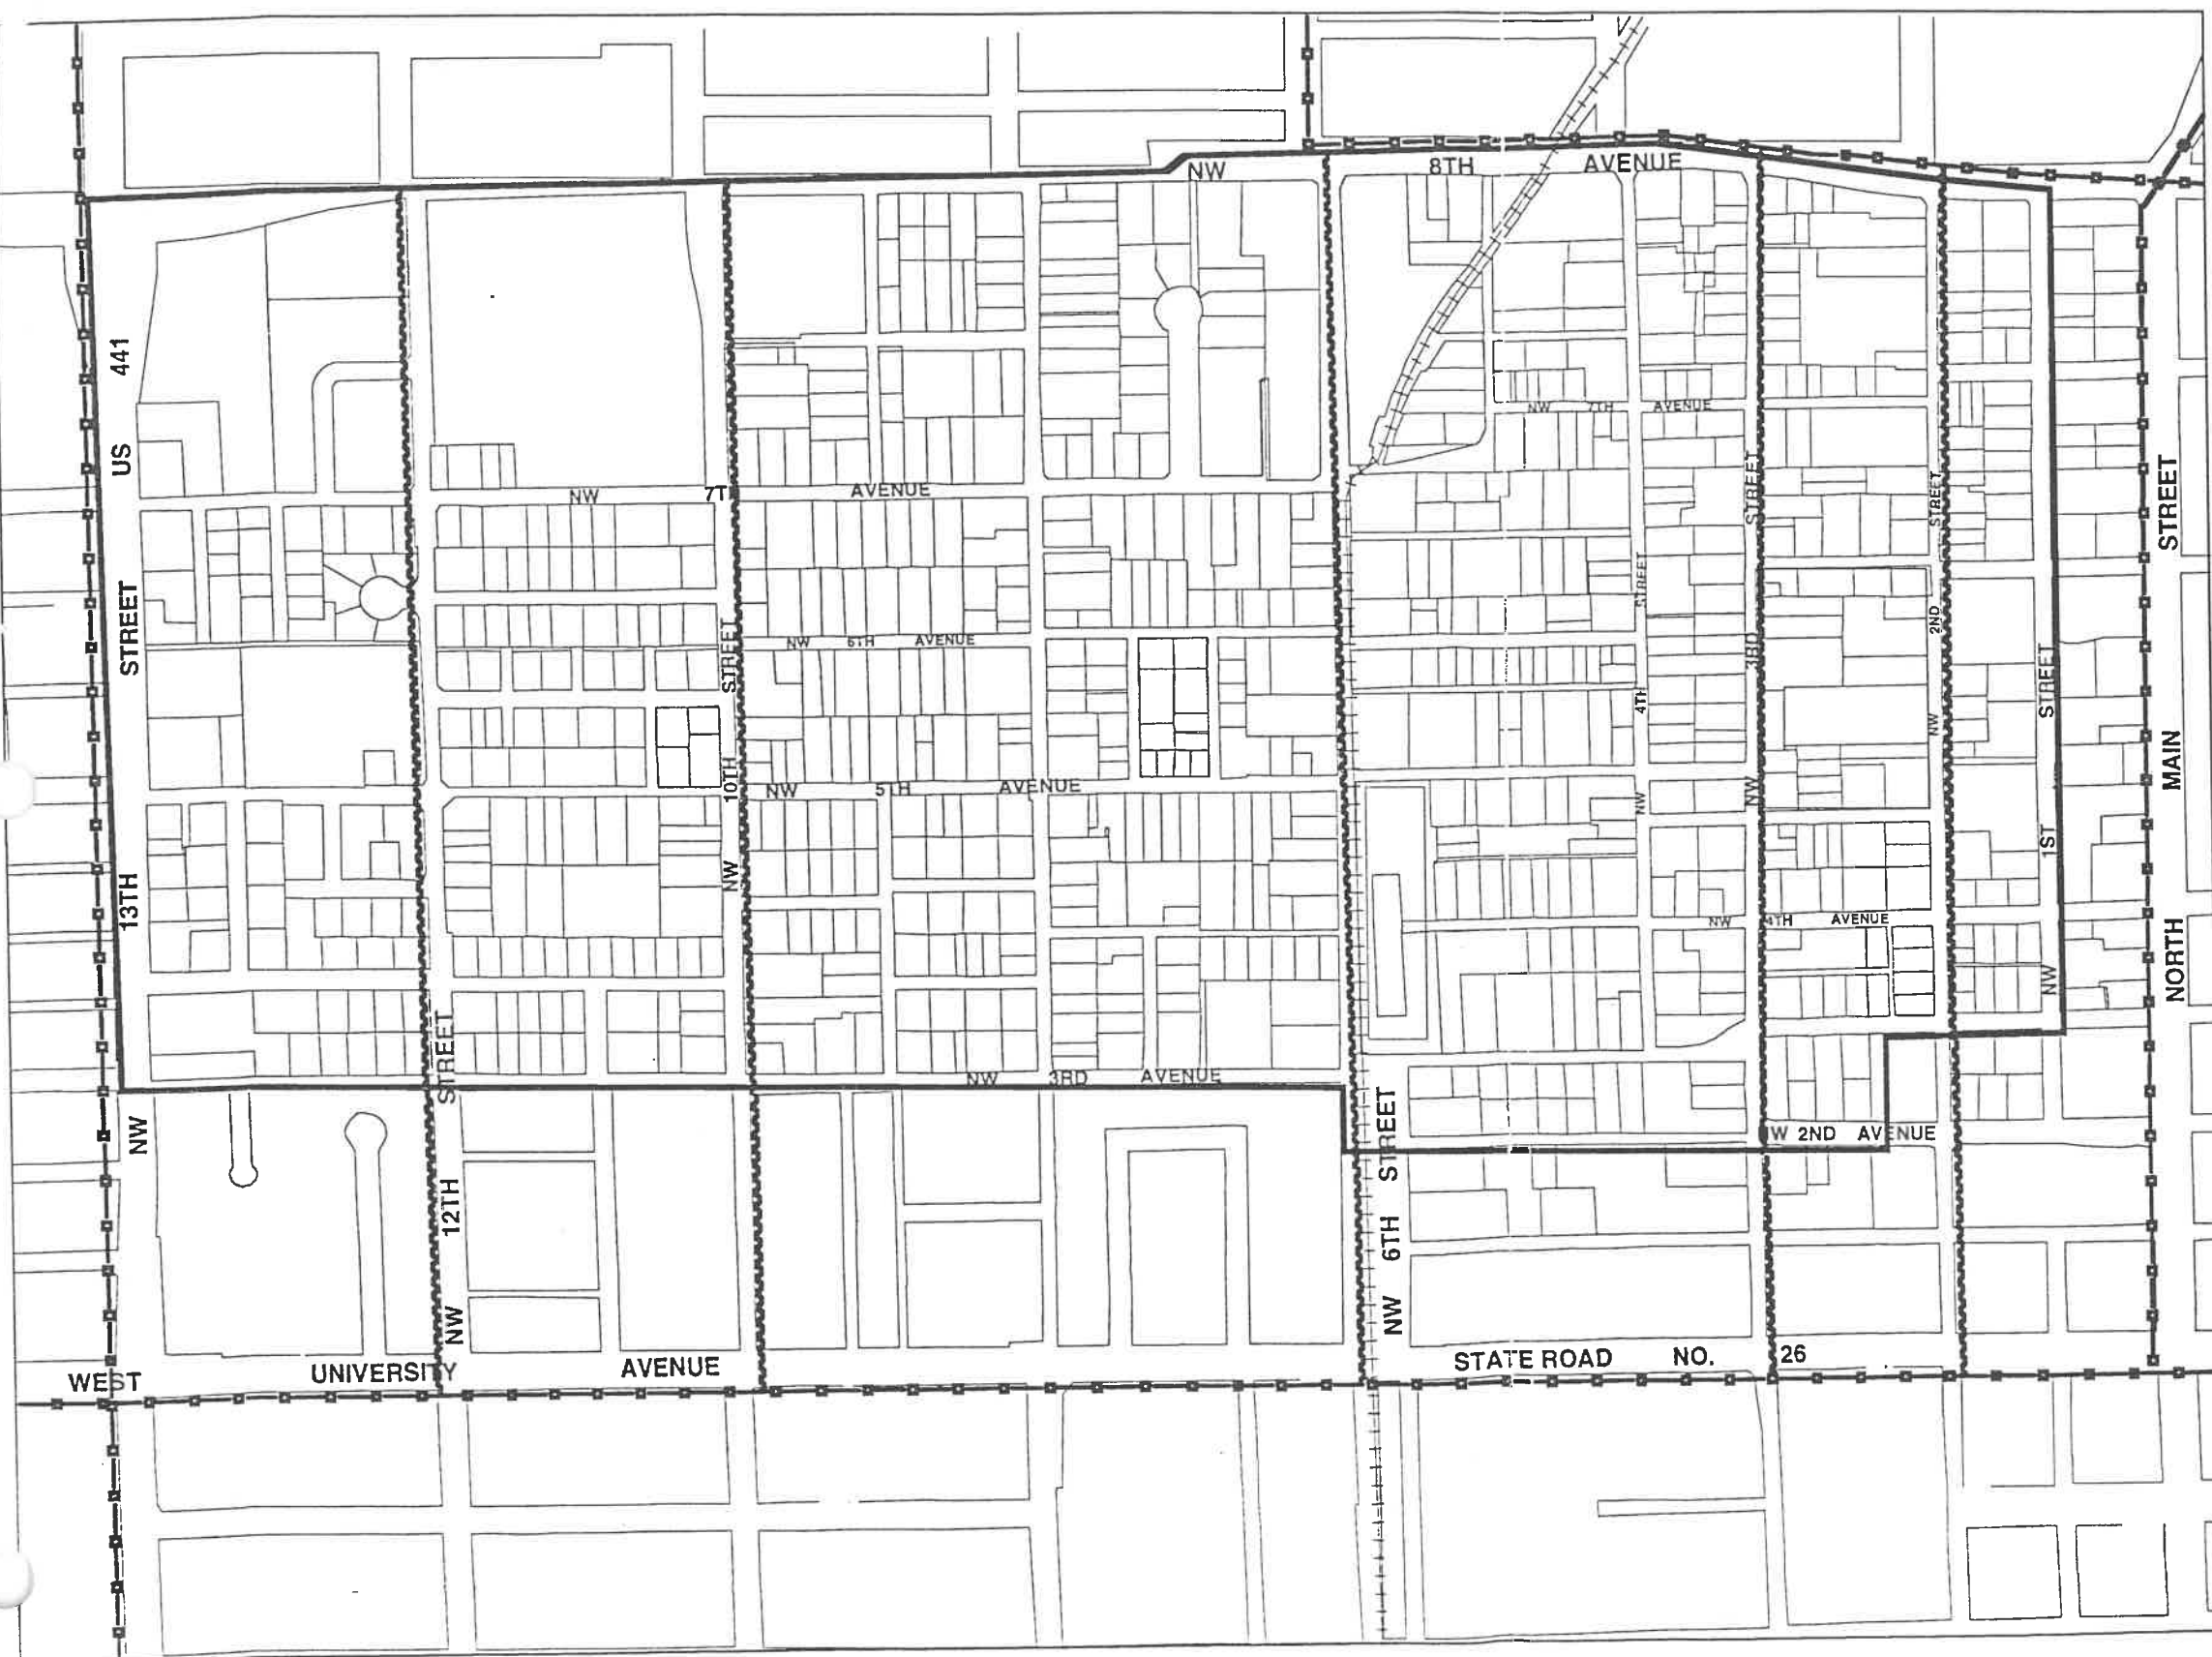 NW 8TH AVENUE
US 441
NW 7TH AVENUE
NW 7T AVENUE
NW 6TH AVENUE
NW 5TH AVENUE
NW 4TH AVENUE
NW 3RD AVENUE
W 2ND AVENUE
NW 13TH STREET
NW 12TH STREET
NW 10TH STREET
NW 6TH STREET
NW 4TH STREET
NW 3RD STREET
NW 2ND STREET
NW 1ST STREET
NORTH MAIN STREET
WEST UNIVERSITY AVENUE
STATE ROAD NO. 26